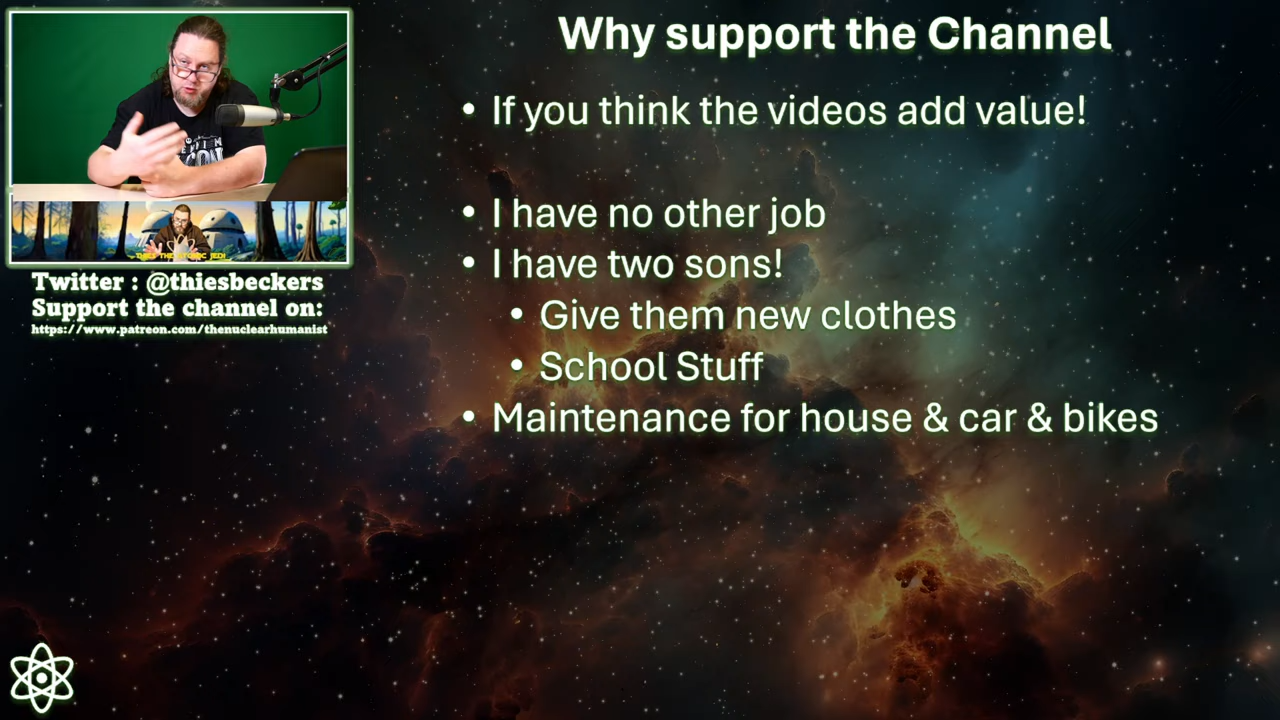 Why support the Channel
• If you think the videos add value!
• I have no other job
• I have two sons!
• Give them new clothes
• School Stuff
• Maintenance for house & car & bikes
Twitter : @thiesbeckers
Support the channel on:
https://www.patreon.com/thenuclearhumanist